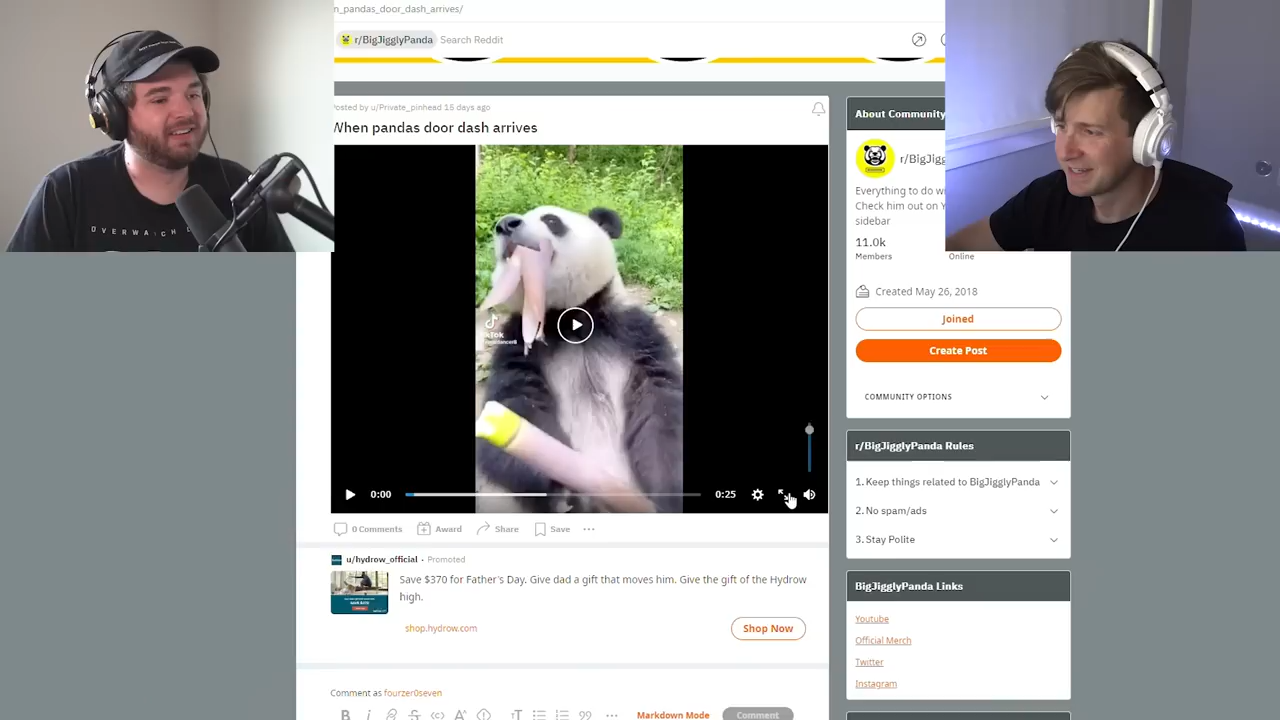 n_pandas_door_dash_arrives/
r/BigJigglyPanda Search Reddit
OVERWATCH
Posted by u/Private_pinhead 15 days ago
When pandas door dash arrives
TikTok
0:00
0:25
0 Comments Award Share Save
u/hydrow_official · Promoted
Save $370 for Father's Day. Give dad a gift that moves him. Give the gift of the Hydrow
high.
shop.hydrow.com
Shop Now
Comment as fourzer0seven
Markdown Mode
Comment
About Community
r/BigJigg
Everything to do wi
Check him out on Y
sidebar
11.0k
Members
Online
Created May 26, 2018
Joined
Create Post
COMMUNITY OPTIONS
r/BigJigglyPanda Rules
1. Keep things related to BigJigglyPanda
2. No spam/ads
3. Stay Polite
BigJigglyPanda Links
Youtube
Official Merch
Twitter
Instagram